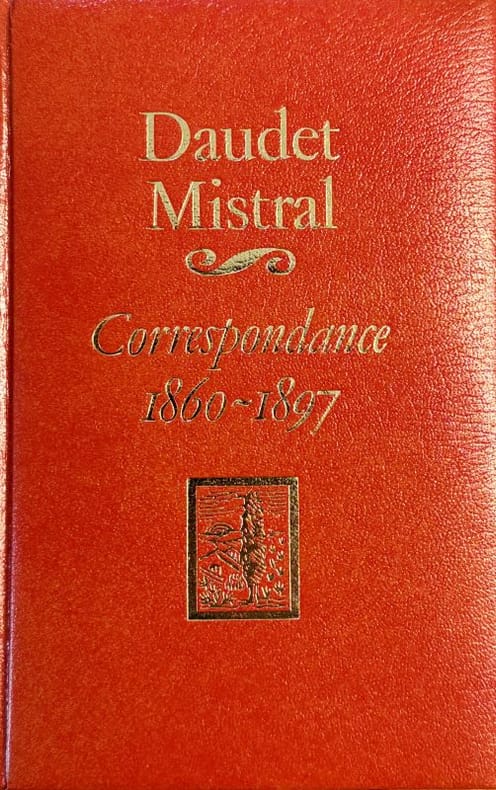 Daudet
Mistral
Correspondance
1860~1897